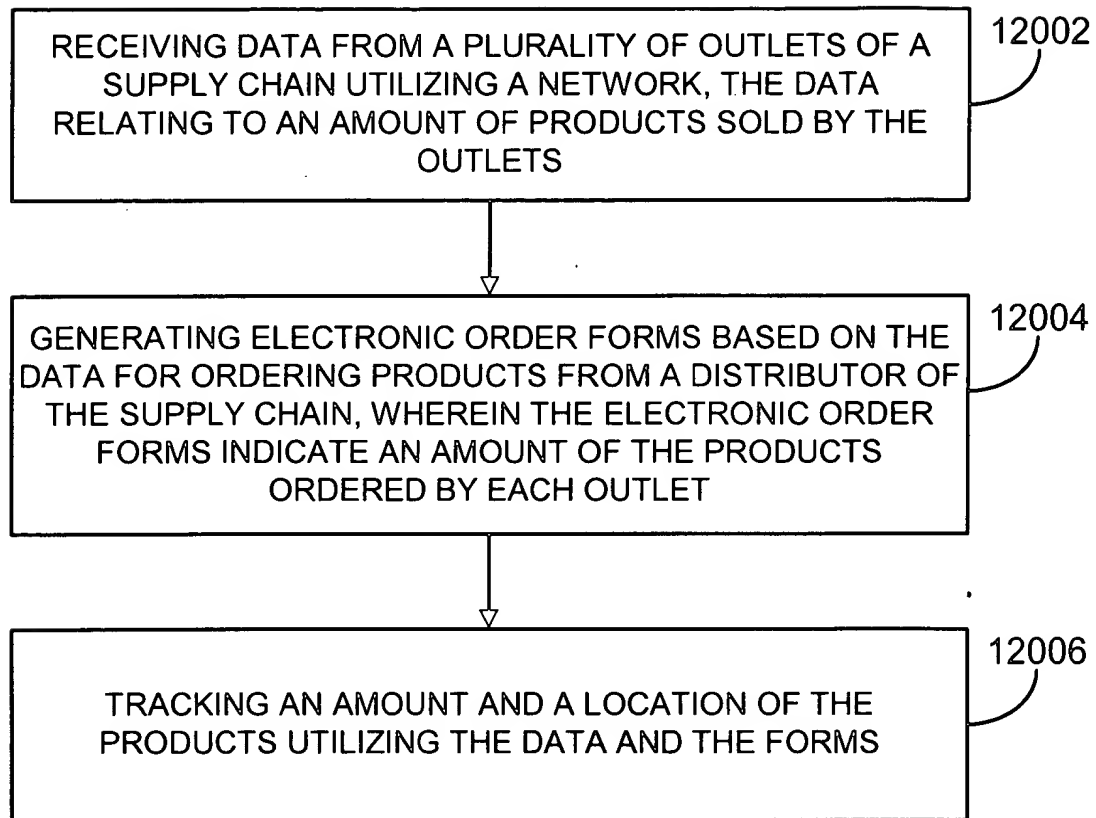 RECEIVING DATA FROM A PLURALITY OF OUTLETS OF A
SUPPLY CHAIN UTILIZING A NETWORK, THE DATA
RELATING TO AN AMOUNT OF PRODUCTS SOLD BY THE
OUTLETS
12002
GENERATING ELECTRONIC ORDER FORMS BASED ON THE
DATA FOR ORDERING PRODUCTS FROM A DISTRIBUTOR OF
THE SUPPLY CHAIN, WHEREIN THE ELECTRONIC ORDER
FORMS INDICATE AN AMOUNT OF THE PRODUCTS
ORDERED BY EACH OUTLET
12004
TRACKING AN AMOUNT AND A LOCATION OF THE
PRODUCTS UTILIZING THE DATA AND THE FORMS
12006